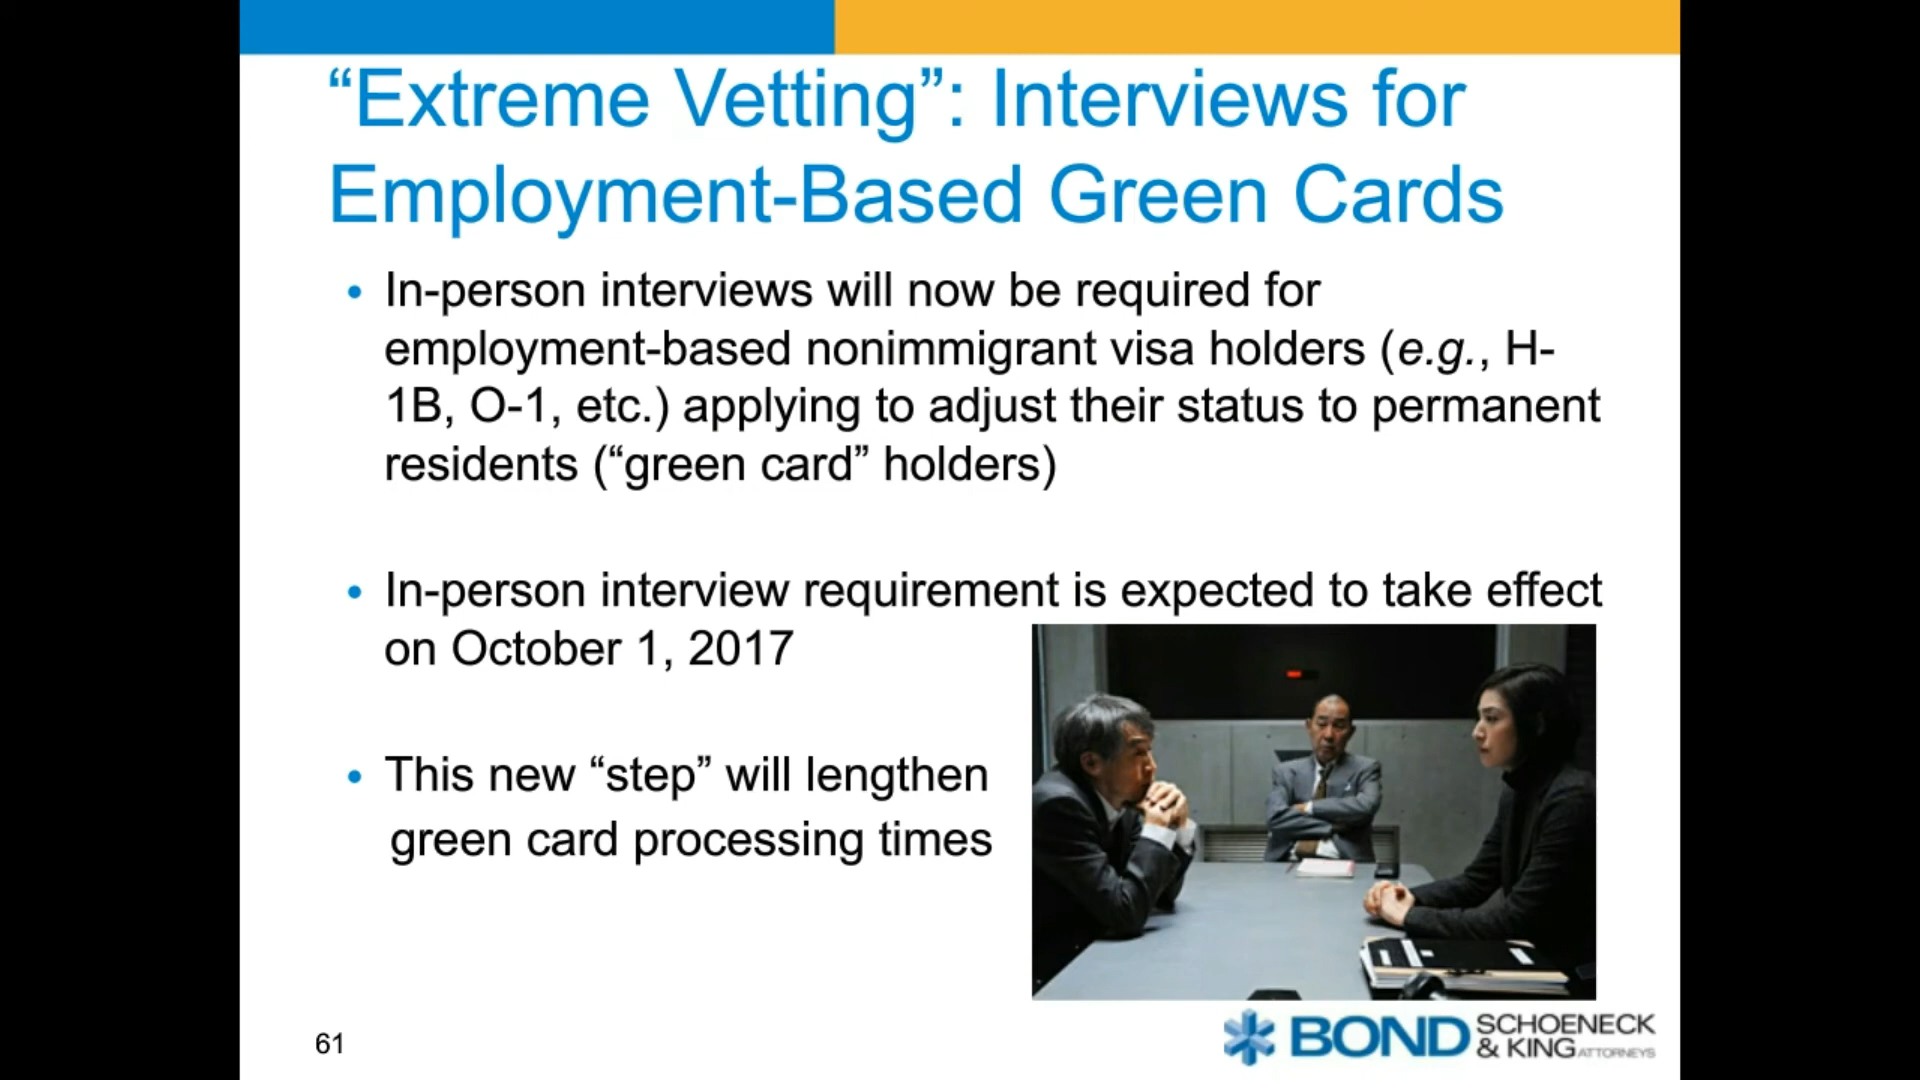 “Extreme Vetting”: Interviews for
Employment-Based Green Cards
• In-person interviews will now be required for
employment-based nonimmigrant visa holders (e.g., H-
1B, O-1, etc.) applying to adjust their status to permanent
residents (“green card” holders)
• In-person interview requirement is expected to take effect
on October 1, 2017
• This new “step” will lengthen
green card processing times
61
BOND SCHOENECK
& KING ATTORNEYS